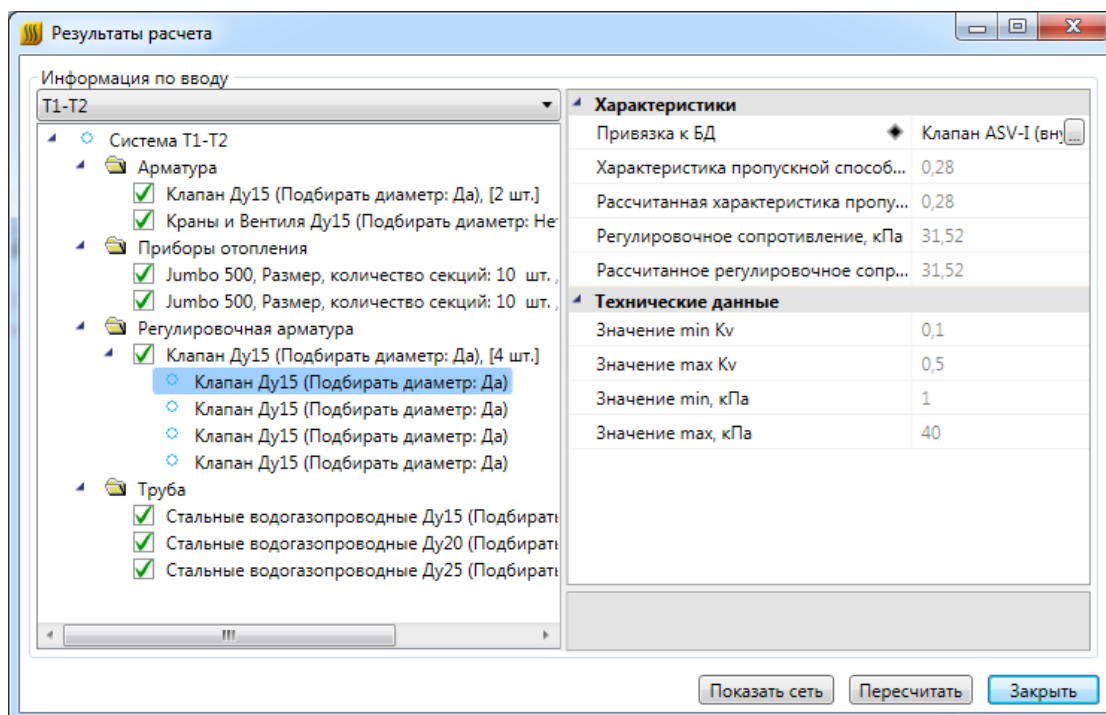 Результаты расчета
Информация по вводу
Т1-Т2
Система Т1-Т2
Арматура
Клапан Ду15 (Подбирать диаметр: Да), [2 шт.]
Краны и Вентиля Ду15 (Подбирать диаметр: Нет
Приборы отопления
Jumbo 500, Размер, количество секций: 10 шт. ,
Jumbo 500, Размер, количество секций: 10 шт. ,
Регулировочная арматура
Клапан Ду15 (Подбирать диаметр: Да), [4 шт.]
Клапан Ду15 (Подбирать диаметр: Да)
Клапан Ду15 (Подбирать диаметр: Да)
Клапан Ду15 (Подбирать диаметр: Да)
Клапан Ду15 (Подбирать диаметр: Да)
Труба
Стальные водогазопроводные Ду15 (Подбирать
Стальные водогазопроводные Ду20 (Подбирать
Стальные водогазопроводные Ду25 (Подбирать
Характеристики
Привязка к БД Клапан ASV-I (вну ...
Характеристика пропускной способ... 0,28
Рассчитанная характеристика пропу... 0,28
Регулировочное сопротивление, кПа 31,52
Рассчитанное регулировочное сопр... 31,52
Технические данные
Значение min Kv 0,1
Значение max Kv 0,5
Значение min, кПа 1
Значение max, кПа 40
Показать сеть Пересчитать Закрыть